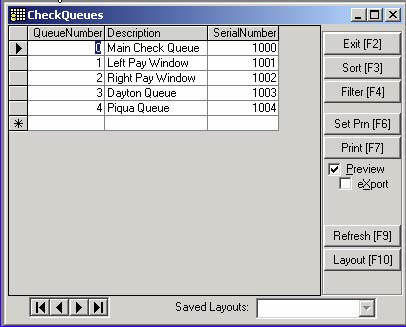 CheckQueues
QueueNumber Description SerialNumber
0 Main Check Queue 1000
1 Left Pay Window 1001
2 Right Pay Window 1002
3 Dayton Queue 1003
4 Piqua Queue 1004
Exit [F2]
Sort [F3]
Filter [F4]
Set Prn [F6]
Print [F7]
Preview
eXport
Refresh [F9]
Layout [F10]
Saved Layouts: